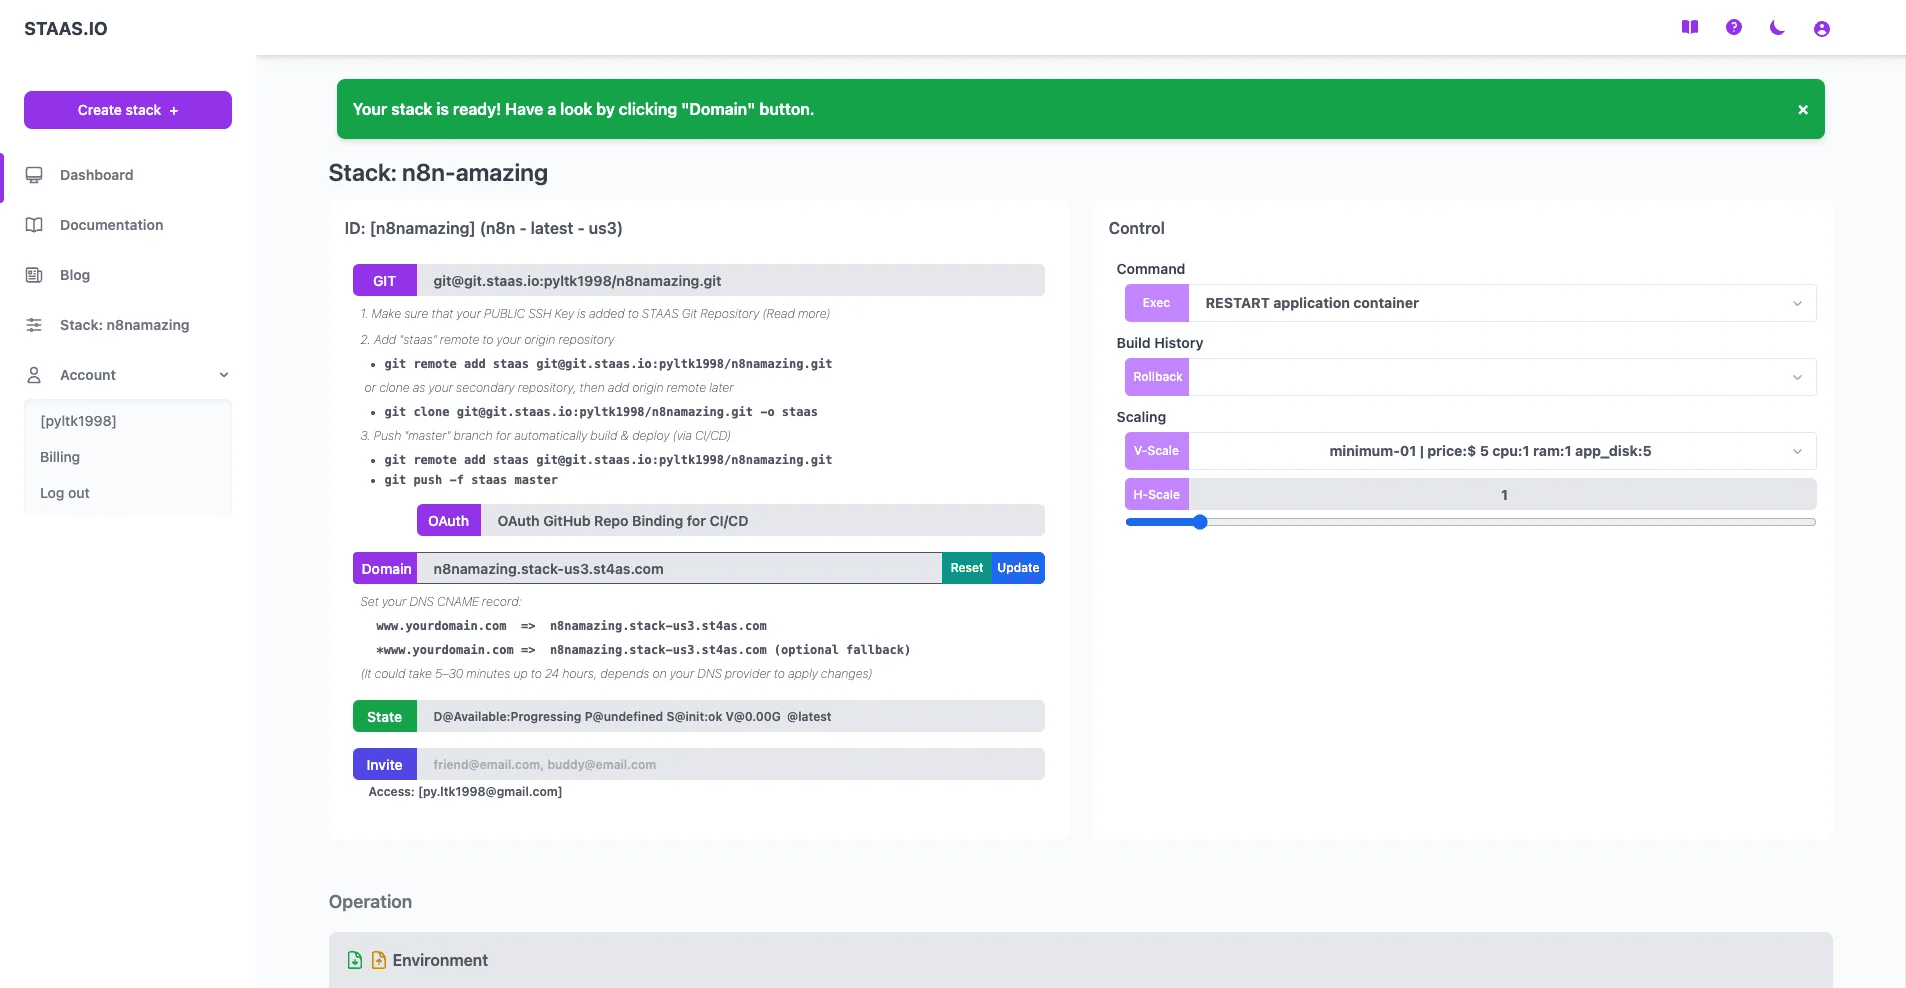 STAAS.IO
Create stack +
Dashboard
Documentation
Blog
Stack: n8namazing
Account
[pyltk1998]
Billing
Log out
Your stack is ready! Have a look by clicking "Domain" button.
×
Stack: n8n-amazing
ID: [n8namazing] (n8n - latest - us3)
GIT git@git.staas.io:pyltk1998/n8namazing.git
1. Make sure that your PUBLIC SSH Key is added to STAAS Git Repository (Read more)
2. Add "staas" remote to your origin repository
• git remote add staas git@git.staas.io:pyltk1998/n8namazing.git
or clone as your secondary repository, then add origin remote later
• git clone git@git.staas.io:pyltk1998/n8namazing.git -o staas
3. Push "master" branch for automatically build & deploy (via CI/CD)
• git remote add staas git@git.staas.io:pyltk1998/n8namazing.git
• git push -f staas master
OAuth OAuth GitHub Repo Binding for CI/CD
Domain n8namazing.stack-us3.st4as.com Reset Update
Set your DNS CNAME record:
www.yourdomain.com => n8namazing.stack-us3.st4as.com
*www.yourdomain.com => n8namazing.stack-us3.st4as.com (optional fallback)
(It could take 5–30 minutes up to 24 hours, depends on your DNS provider to apply changes)
State D@Available:Progressing P@undefined S@init:ok V@0.00G @latest
Invite friend@email.com, buddy@email.com
Access: [py.ltk1998@gmail.com]
Control
Command
Exec RESTART application container
Build History
Rollback
Scaling
V-Scale minimum-01 | price:$ 5 cpu:1 ram:1 app_disk:5
H-Scale 1
Operation
Environment